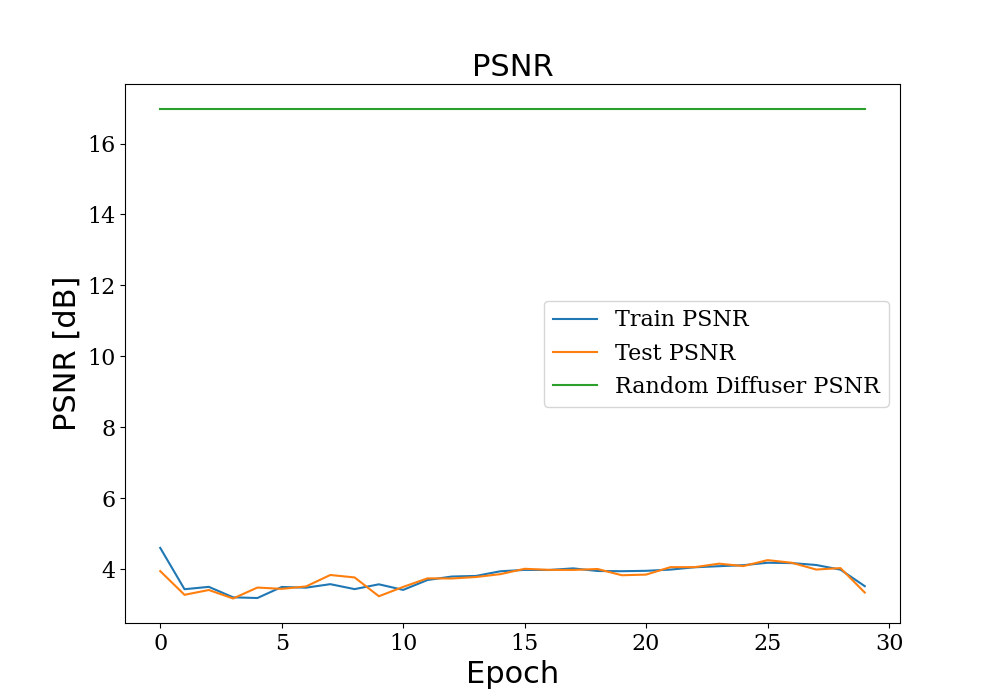 PSNR
PSNR [dB]
16
14
12
10
8
6
4
Train PSNR
Test PSNR
Random Diffuser PSNR
0 5 10 15 20 25 30
Epoch